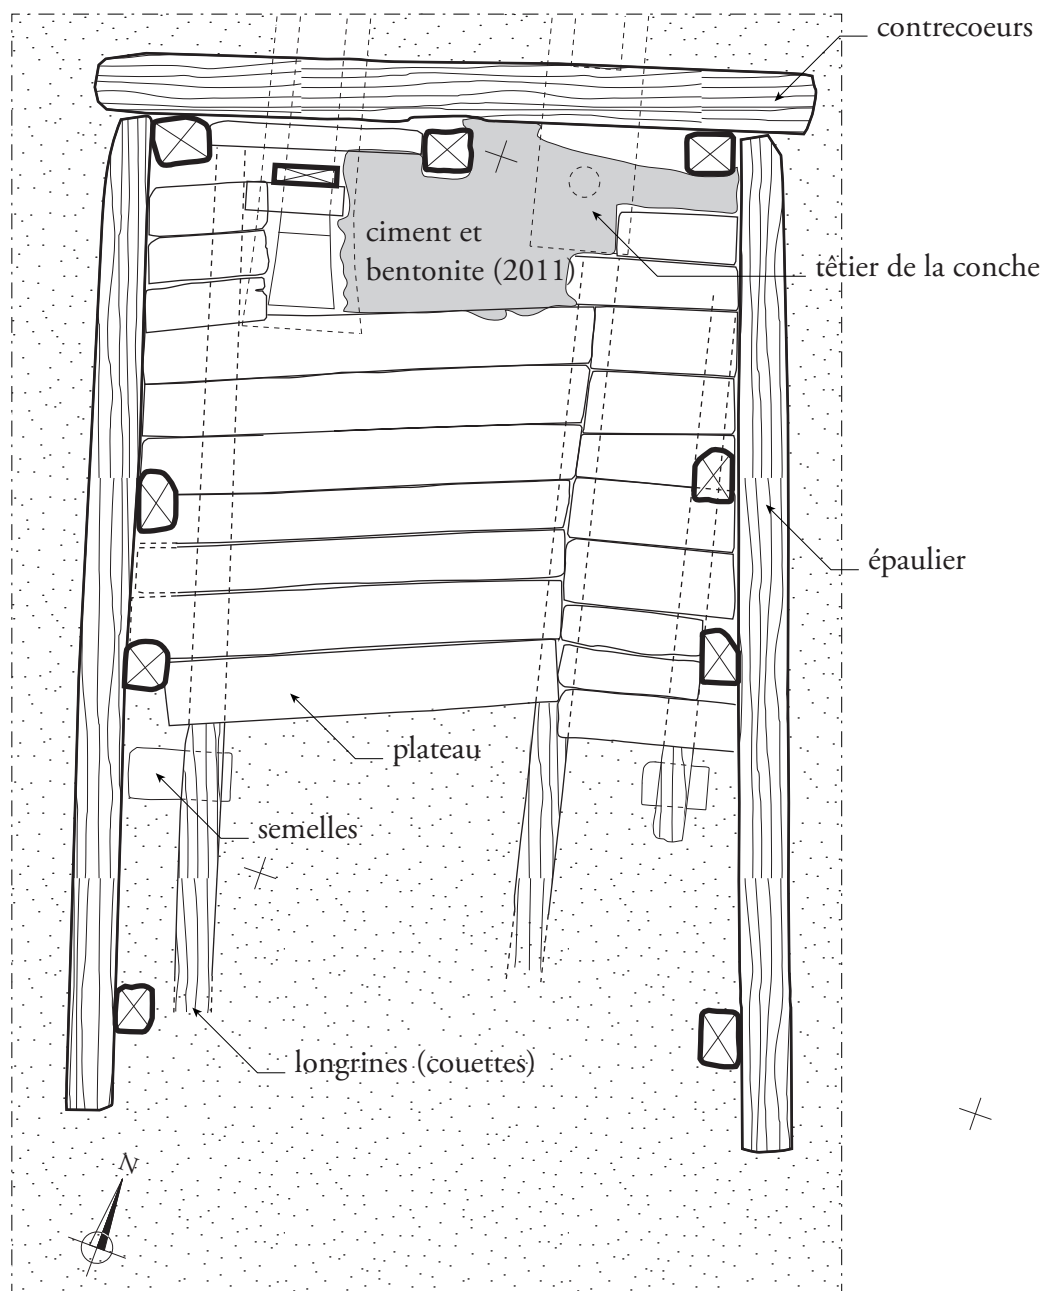 contrecoeurs
ciment et
bentonite (2011)
têtier de la conche
épaulier
plateau
semelles
longrines (couettes)
N